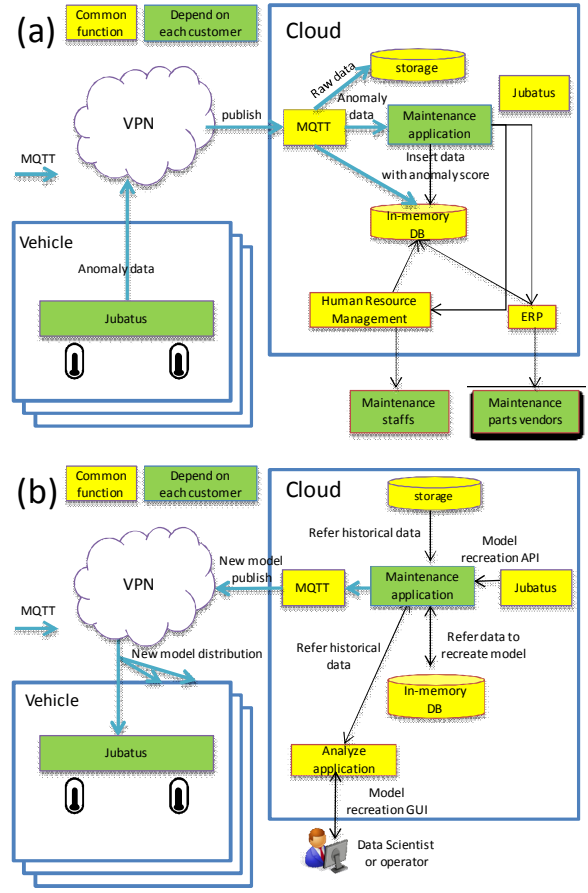 (a)
Common
function
Depend on
each customer
Cloud
VPN
publish
MQTT
Raw data
storage
Anomaly
data
MQTT
Maintenance
application
Jubatus
Insert data
with anomaly score
In-memory
DB
Vehicle
Anomaly data
Jubatus
Human Resource
Management
ERP
Maintenance
staffs
Maintenance
parts vendors
(b)
Common
function
Depend on
each customer
Cloud
storage
Refer historical data
Model
recreation API
VPN
New model
publish
MQTT
Maintenance
application
Jubatus
MQTT
New model distribution
Refer historical
data
Refer data to
recreate model
Vehicle
In-memory
DB
Jubatus
Analyze
application
Model
recreation GUI
Data Scientist
or operator